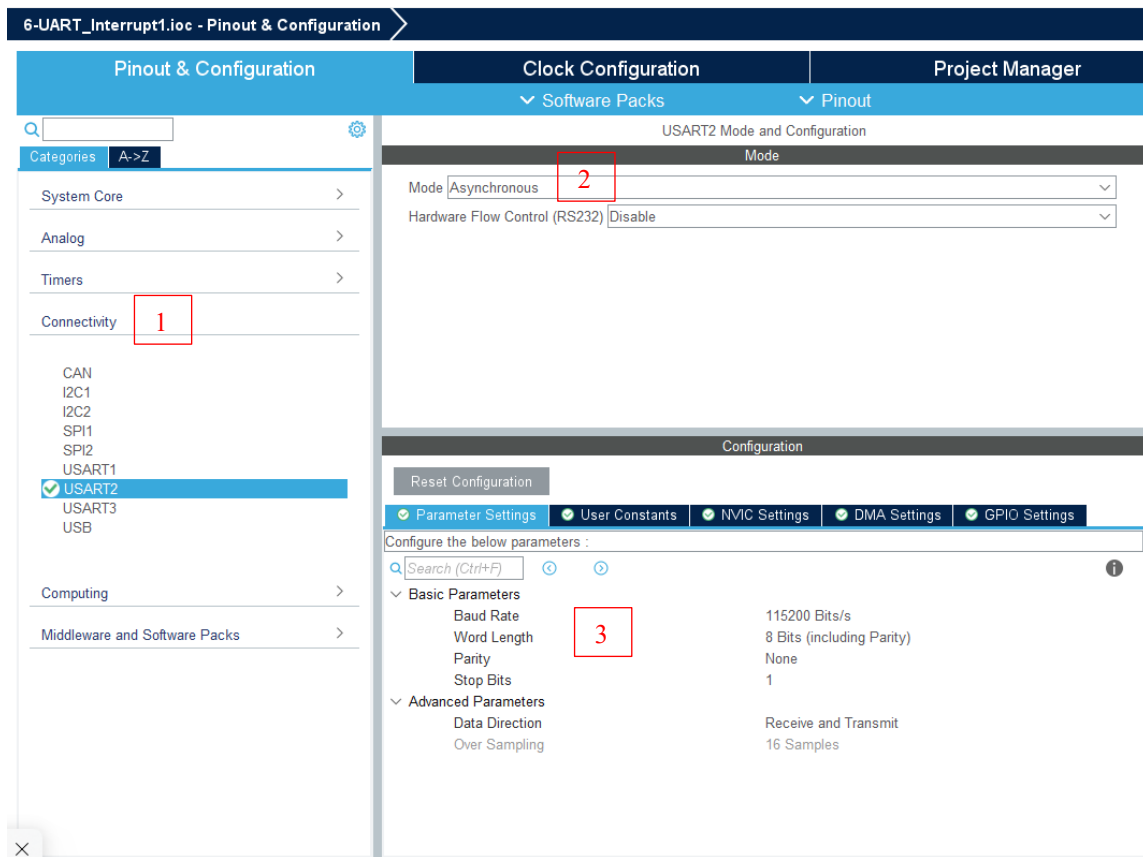 6-UART_Interrupt1.ioc - Pinout & Configuration
Pinout & Configuration
Clock Configuration
Project Manager
Software Packs
Pinout
Categories
A->Z
System Core
Analog
Timers
Connectivity
1
CAN
I2C1
I2C2
SPI1
SPI2
USART1
USART2
USART3
USB
Computing
Middleware and Software Packs
USART2 Mode and Configuration
Mode
Mode Asynchronous
2
Hardware Flow Control (RS232) Disable
Configuration
Reset Configuration
Parameter Settings
User Constants
NVIC Settings
DMA Settings
GPIO Settings
Configure the below parameters :
Search (Ctrl+F)
Basic Parameters
Baud Rate 115200 Bits/s
Word Length 8 Bits (including Parity)
3
Parity None
Stop Bits 1
Advanced Parameters
Data Direction Receive and Transmit
Over Sampling 16 Samples